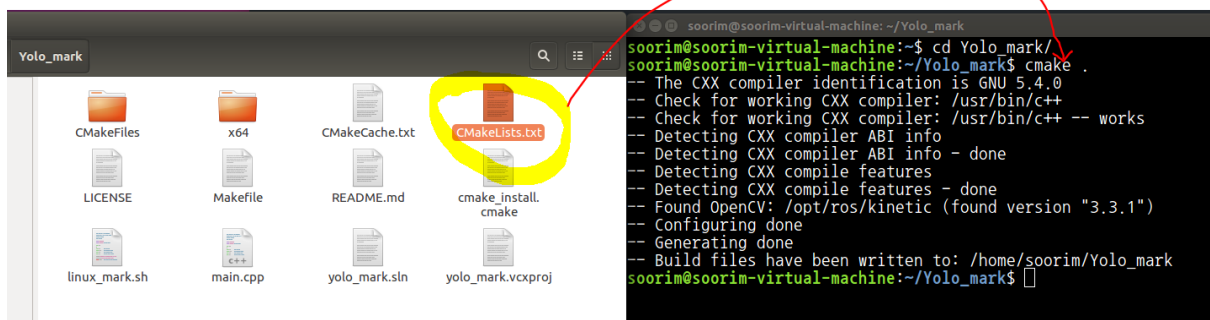 Yolo_mark
CMakeFiles
x64
CMakeCache.txt
CMakeLists.txt
LICENSE
Makefile
README.md
cmake_install.
cmake
linux_mark.sh
C++
main.cpp
yolo_mark.sln
yolo_mark.vcxproj
soorim@soorim-virtual-machine: ~/Yolo_mark
soorim@soorim-virtual-machine:~$ cd Yolo_mark/
soorim@soorim-virtual-machine:~/Yolo_mark$ cmake .
-- The CXX compiler identification is GNU 5.4.0
-- Check for working CXX compiler: /usr/bin/c++
-- Check for working CXX compiler: /usr/bin/c++ -- works
-- Detecting CXX compiler ABI info
-- Detecting CXX compiler ABI info - done
-- Detecting CXX compile features
-- Detecting CXX compile features - done
-- Found OpenCV: /opt/ros/kinetic (found version "3.3.1")
-- Configuring done
-- Generating done
-- Build files have been written to: /home/soorim/Yolo_mark
soorim@soorim-virtual-machine:~/Yolo_mark$